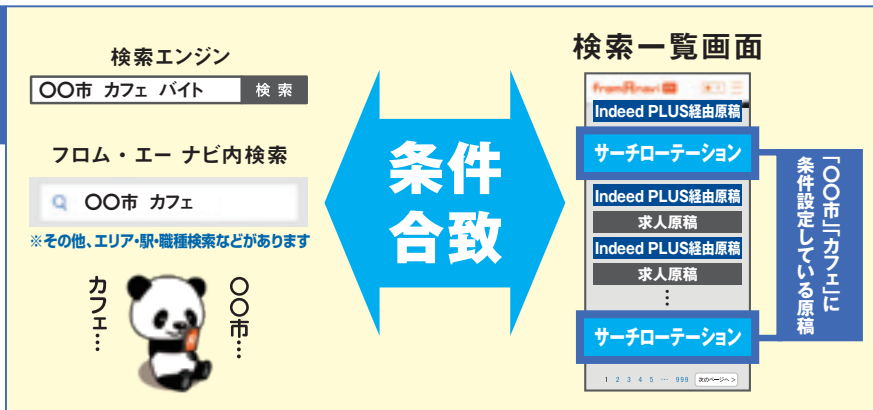 検索エンジン
〇〇市 カフェ バイト 検索
フロム・エー ナビ内検索
〇〇市 カフェ
※その他、エリア・駅・職種検索などがあります
〇〇市…
カフェ…
条件
合致
検索一覧画面
fromAnavi
Indeed PLUS経由原稿
サーチローテーション
Indeed PLUS経由原稿
求人原稿
Indeed PLUS経由原稿
求人原稿
⋮
サーチローテーション
1 2 3 4 5 … 999 次のページへ >
「〇〇市」「カフェ」に
条件設定している原稿